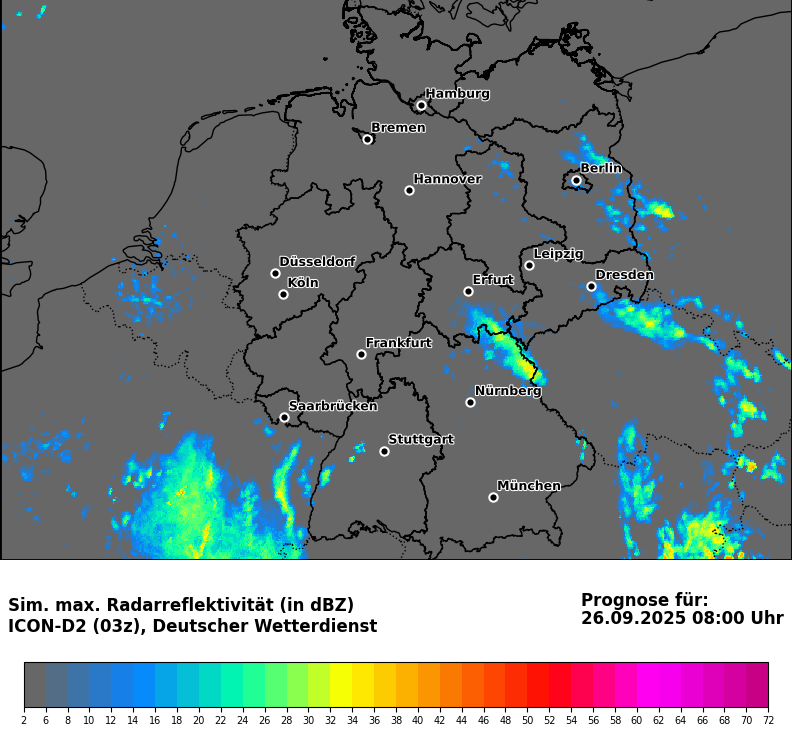 Hamburg
Bremen
Berlin
Hannover
Leipzig
Düsseldorf
Dresden
Köln
Erfurt
Frankfurt
Nürnberg
Saarbrücken
Stuttgart
München
Sim. max. Radarreflektivität (in dBZ)
ICON-D2 (03z), Deutscher Wetterdienst
Prognose für:
26.09.2025 08:00 Uhr
2 6 8 10 12 14 16 18 20 22 24 26 28 30 32 34 36 38 40 42 44 46 48 50 52 54 56 58 60 62 64 66 68 70 72